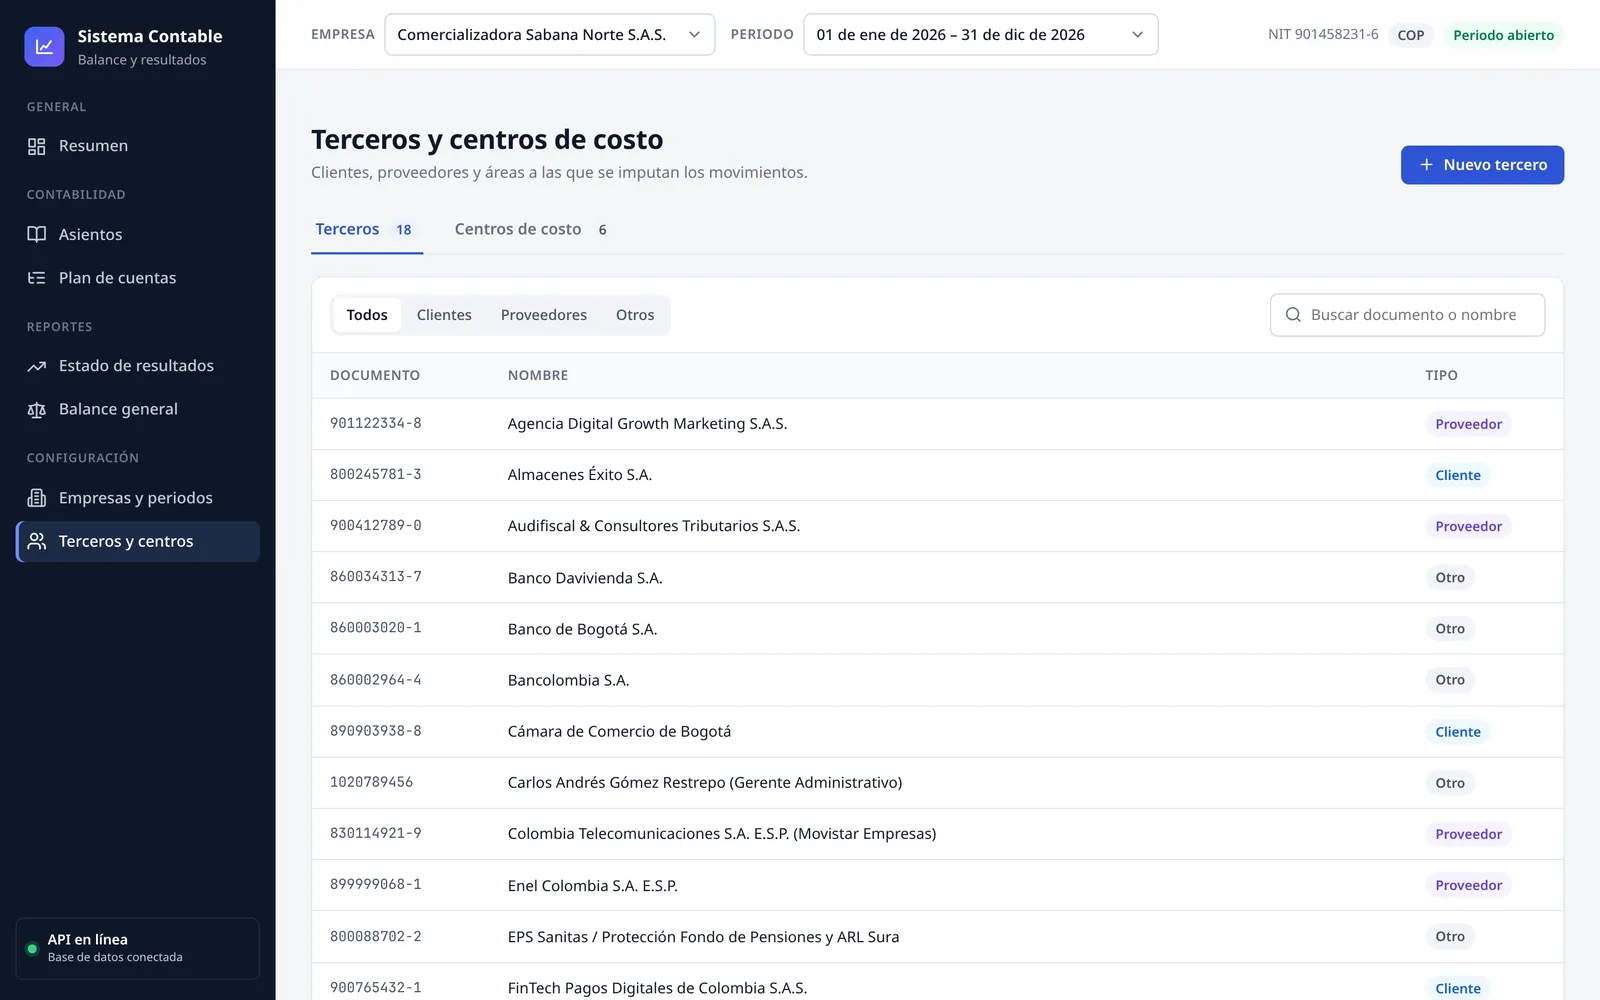 Sistema Contable
Balance y resultados
GENERAL
Resumen
CONTABILIDAD
Asientos
Plan de cuentas
REPORTES
Estado de resultados
Balance general
CONFIGURACIÓN
Empresas y periodos
Terceros y centros
API en línea
Base de datos conectada
EMPRESA Comercializadora Sabana Norte S.A.S. PERIODO 01 de ene de 2026 – 31 de dic de 2026 NIT 901458231-6 COP Periodo abierto
Terceros y centros de costo
Clientes, proveedores y áreas a las que se imputan los movimientos.
+ Nuevo tercero
Terceros 18 Centros de costo 6
Todos Clientes Proveedores Otros Buscar documento o nombre
DOCUMENTO NOMBRE TIPO
901122334-8 Agencia Digital Growth Marketing S.A.S. Proveedor
800245781-3 Almacenes Éxito S.A. Cliente
900412789-0 Audifiscal & Consultores Tributarios S.A.S. Proveedor
860034313-7 Banco Davivienda S.A. Otro
860003020-1 Banco de Bogotá S.A. Otro
860002964-4 Bancolombia S.A. Otro
890903938-8 Cámara de Comercio de Bogotá Cliente
1020789456 Carlos Andrés Gómez Restrepo (Gerente Administrativo) Otro
830114921-9 Colombia Telecomunicaciones S.A. E.S.P. (Movistar Empresas) Proveedor
899999068-1 Enel Colombia S.A. E.S.P. Proveedor
800088702-2 EPS Sanitas / Protección Fondo de Pensiones y ARL Sura Otro
900765432-1 FinTech Pagos Digitales de Colombia S.A.S. Cliente